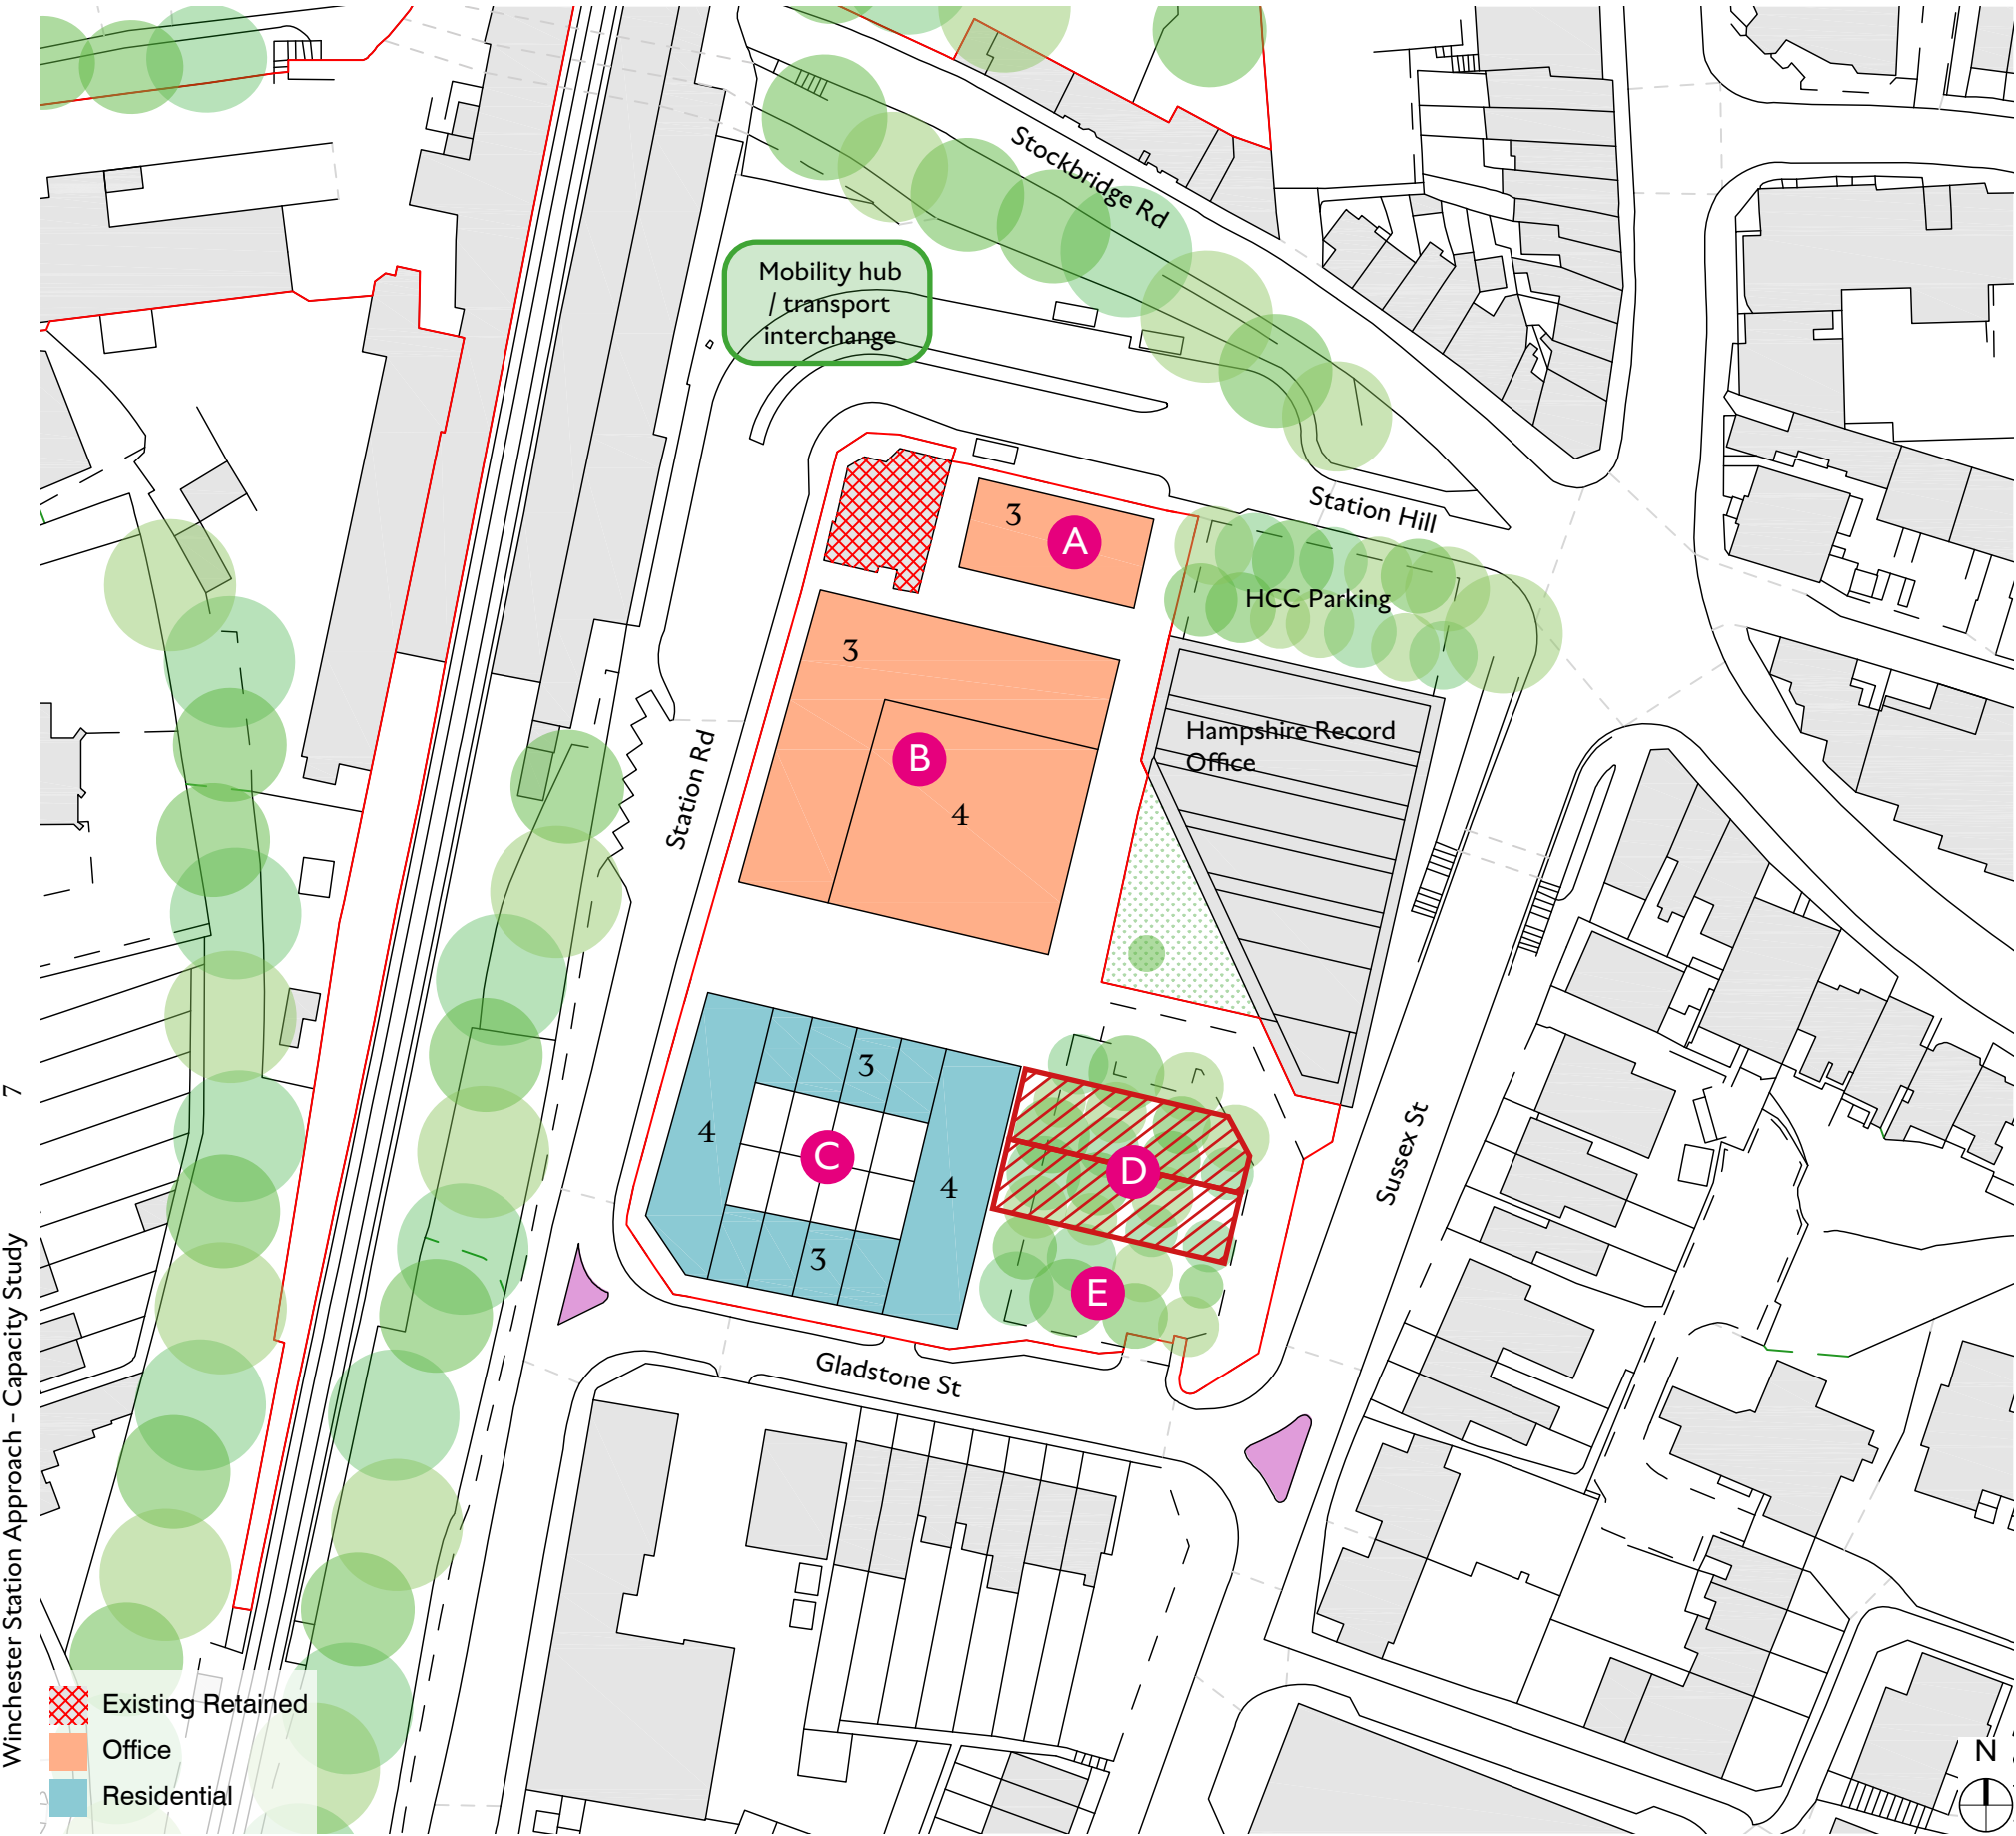 Stockbridge Rd
Mobility hub
/ transport
interchange
Station Hill
3
A
HCC Parking
3
Hampshire Record
Office
B
Station Rd
4
3
4
C
4
D
Sussex St
3
E
Gladstone St
Winchester Station Approach - Capacity Study 7
Existing Retained
Office
Residential
N